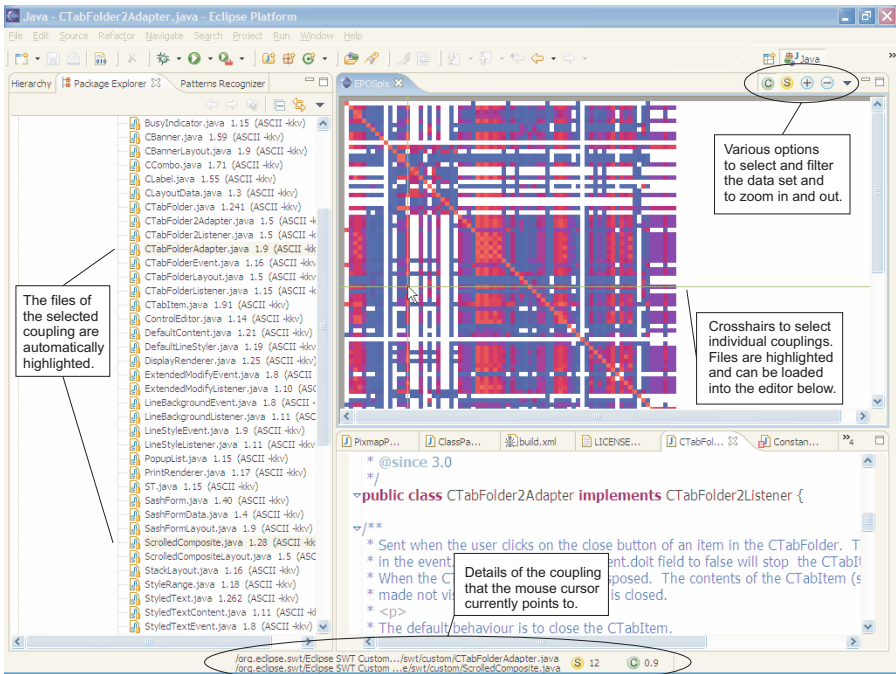 Java - CTabFolder2Adapter.java - Eclipse Platform
File Edit Source Refactor Navigate Search Project Run Window Help
Java
Hierarchy Package Explorer Patterns Recognizer
EPOSpix
C S
BusyIndicator.java 1.15 (ASCII -kkv)
CBanner.java 1.59 (ASCII -kkv)
CBannerLayout.java 1.9 (ASCII -kkv)
CCombo.java 1.71 (ASCII -kkv)
CLabel.java 1.55 (ASCII -kkv)
CLayoutData.java 1.3 (ASCII -kkv)
CTabFolder.java 1.241 (ASCII -kkv)
CTabFolder2Adapter.java 1.5 (ASCII -k
CTabFolder2Listener.java 1.5 (ASCII -k
CTabFolderAdapter.java 1.9 (ASCII -kk
CTabFolderEvent.java 1.16 (ASCII -kkv)
CTabFolderLayout.java 1.5 (ASCII -kkv)
CTabFolderListener.java 1.15 (ASCII -k
CTabItem.java 1.91 (ASCII -kkv)
ControlEditor.java 1.14 (ASCII -kkv)
DefaultContent.java 1.21 (ASCII -kkv)
DefaultLineStyler.java 1.19 (ASCII -kkv)
DisplayRenderer.java 1.25 (ASCII -kkv)
ExtendedModifyEvent.java 1.8 (ASCII
ExtendedModifyListener.java 1.10 (ASC
LineBackgroundEvent.java 1.8 (ASCII -
LineBackgroundListener.java 1.11 (ASC
LineStyleEvent.java 1.9 (ASCII -kkv)
LineStyleListener.java 1.11 (ASCII -kkv)
PopupList.java 1.15 (ASCII -kkv)
PrintRenderer.java 1.17 (ASCII -kkv)
ST.java 1.15 (ASCII -kkv)
SashForm.java 1.40 (ASCII -kkv)
SashFormData.java 1.4 (ASCII -kkv)
SashFormLayout.java 1.9 (ASCII -kkv)
ScrolledComposite.java 1.28 (ASCII -kkv)
ScrolledCompositeLayout.java 1.5 (ASC
StackLayout.java 1.16 (ASCII -kkv)
StyleRange.java 1.18 (ASCII -kkv)
StyledText.java 1.262 (ASCII -kkv)
StyledTextContent.java 1.11 (ASCII -kl
StyledTextEvent.java 1.8 (ASCII -kkv)
The files of
the selected
coupling are
automatically
highlighted.
Various options
to select and filter
the data set and
to zoom in and out.
Crosshairs to select
individual couplings.
Files are highlighted
and can be loaded
into the editor below.
PixmapP... ClassPa... build.xml LICENSE... CTabFol... Constan... »4
* @since 3.0
*/
public class CTabFolder2Adapter implements CTabFolder2Listener {
/**
* Sent when the user clicks on the close button of an item in the CTabFolder. T
* in the event. ent.doit field to false will stop the CTabIt
* When the CT sposed. The contents of the CTabItem (s
* made not vis is closed.
* <p>
* The default behaviour is to close the CTabItem.
Details of the coupling
that the mouse cursor
currently points to.
/org.eclipse.swt/Eclipse SWT Custom.../swt/custom/CTabFolderAdapter.java
/org.eclipse.swt/Eclipse SWT Custom ...e/swt/custom/ScrolledComposite.java
S 12 C 0.9